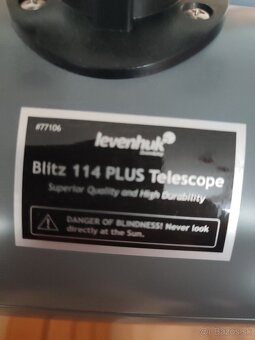 #77106
levenhuk
Blitz 114 PLUS Telescope
Superior Quality and High Durability
DANGER OF BLINDNESS! Never look
directly at the Sun.